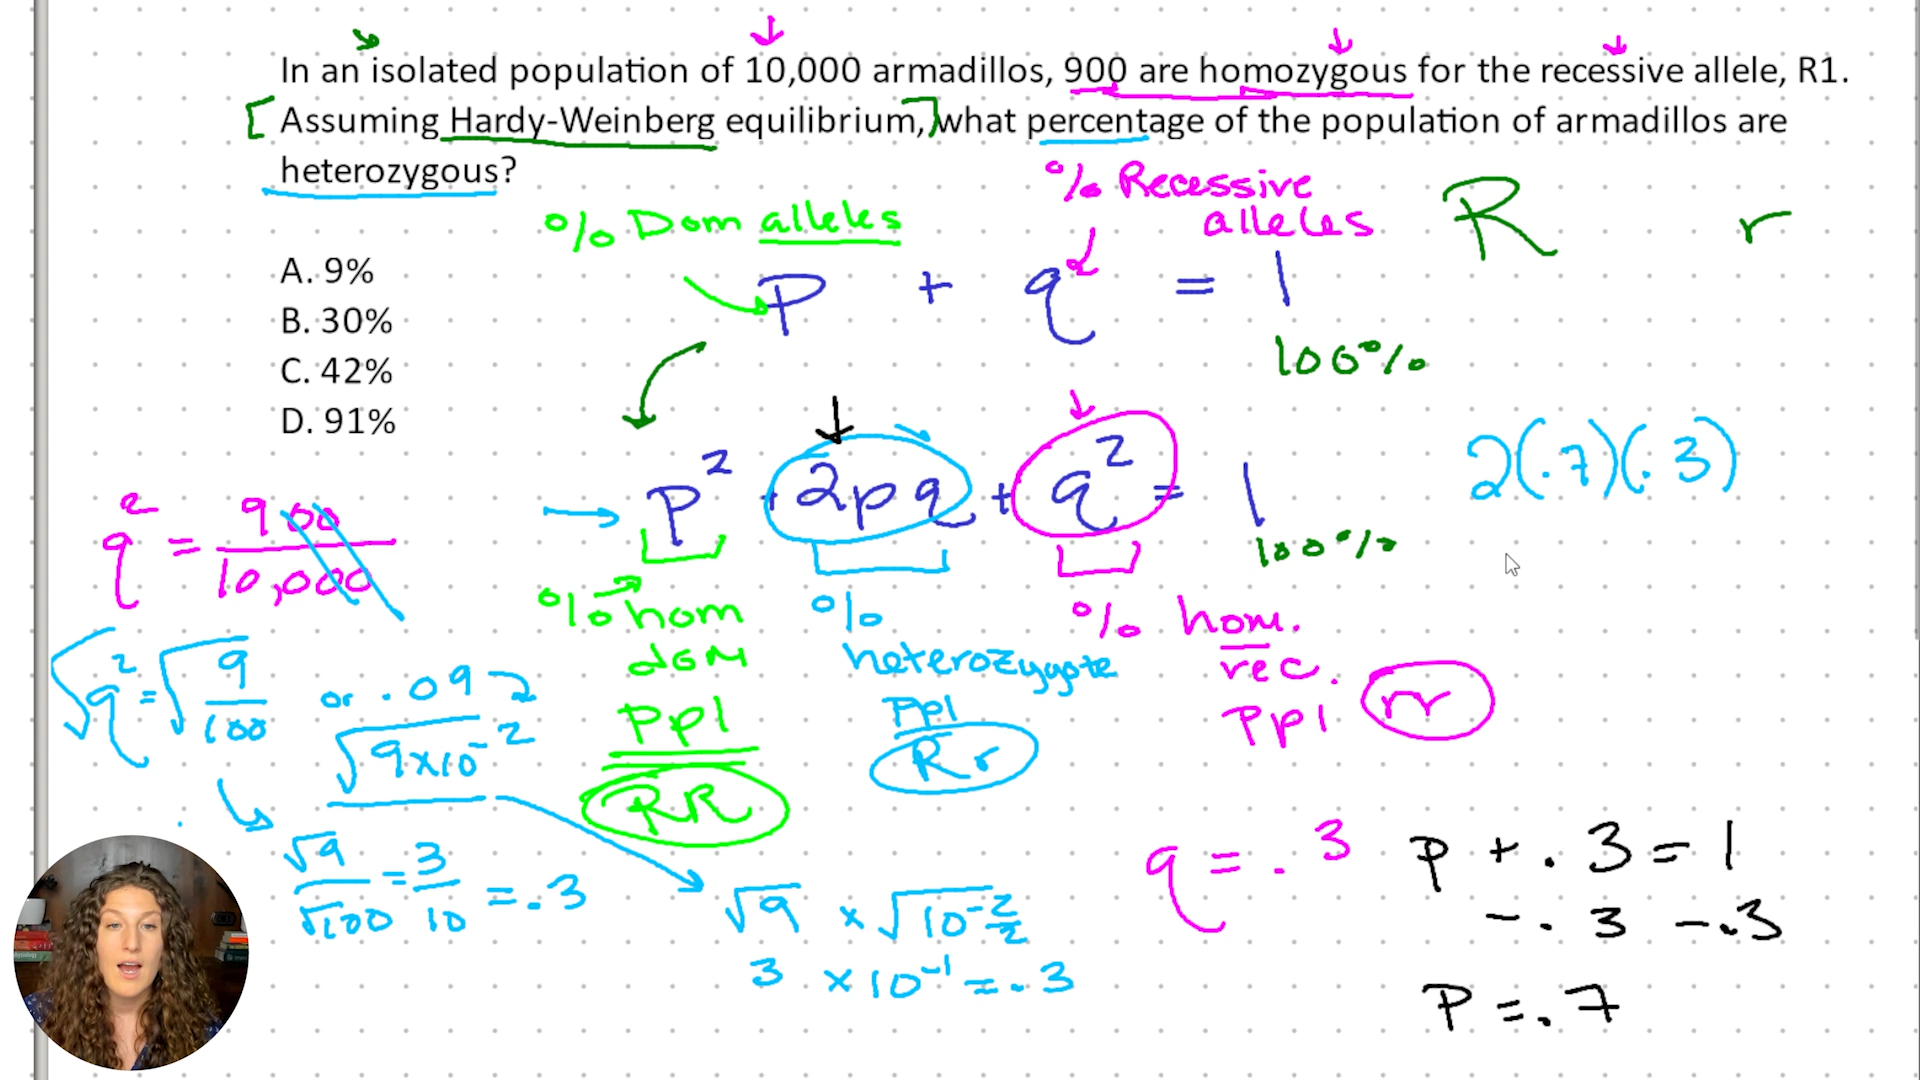 In an isolated population of 10,000 armadillos, 900 are homozygous for the recessive allele, R1.
Assuming Hardy-Weinberg equilibrium, what percentage of the population of armadillos are
heterozygous?
A. 9%
B. 30%
C. 42%
D. 91%
% Dom alleles
% Recessive
alleles
R r
p + q = 1
100%
p² + 2pq + q² = 1
100%
2(.7)(.3)
% hom
dom
ppl
RR
%
heterozygote
ppl
Rr
% hom.
rec.
ppl
rr
q² = 900
10,000
√q² = √9
100
or .09
√9x10⁻²
√9 = 3 = .3
√100 10
√9 x √10^-2/2
3 x 10⁻¹ = .3
q = .3
p + .3 = 1
- .3 - .3
p = .7